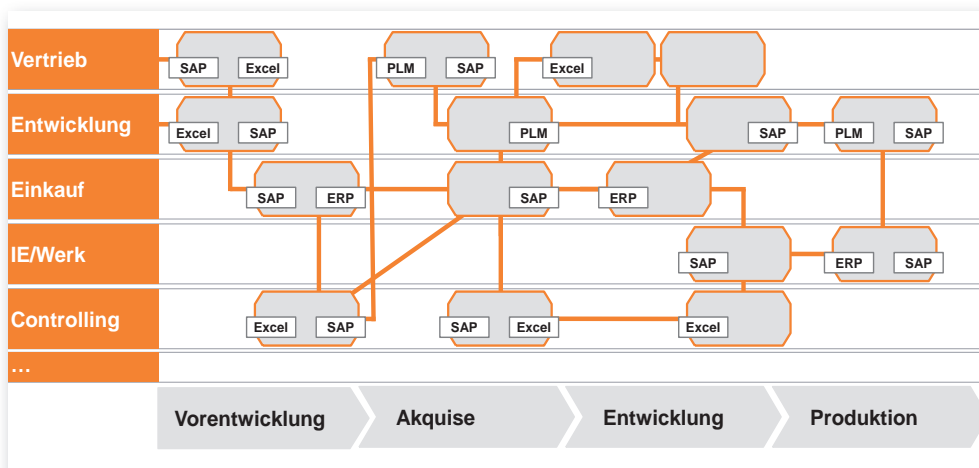 Vertrieb
SAP Excel PLM SAP Excel
Entwicklung
Excel SAP PLM SAP PLM SAP
Einkauf
SAP ERP SAP ERP
IE/Werk
SAP ERP SAP
Controlling
Excel SAP SAP Excel Excel
...
Vorentwicklung Akquise Entwicklung Produktion